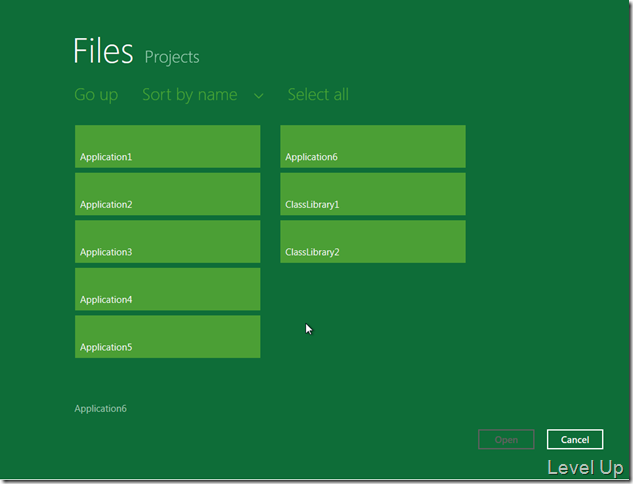 Files Projects
Go up Sort by name Select all
Application1
Application2
Application3
Application4
Application5
Application6
ClassLibrary1
ClassLibrary2
Application6
Open Cancel
Level Up